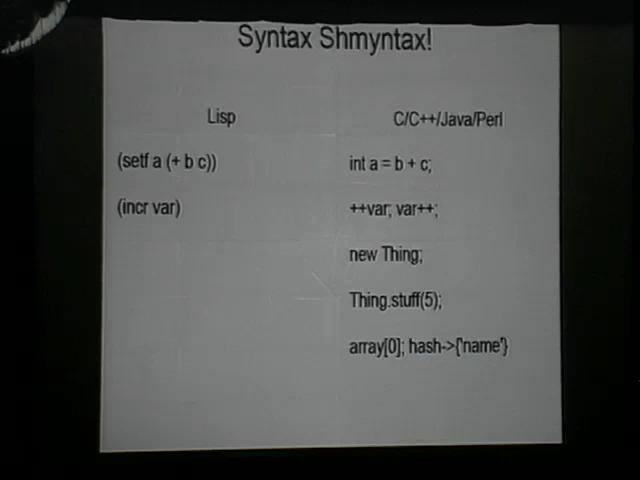 Syntax Shmyntax!
Lisp
C/C++/Java/Perl
(setf a (+ b c))
int a = b + c;
(incr var)
++var; var++;
new Thing;
Thing.stuff(5);
array[0]; hash->{'name'}